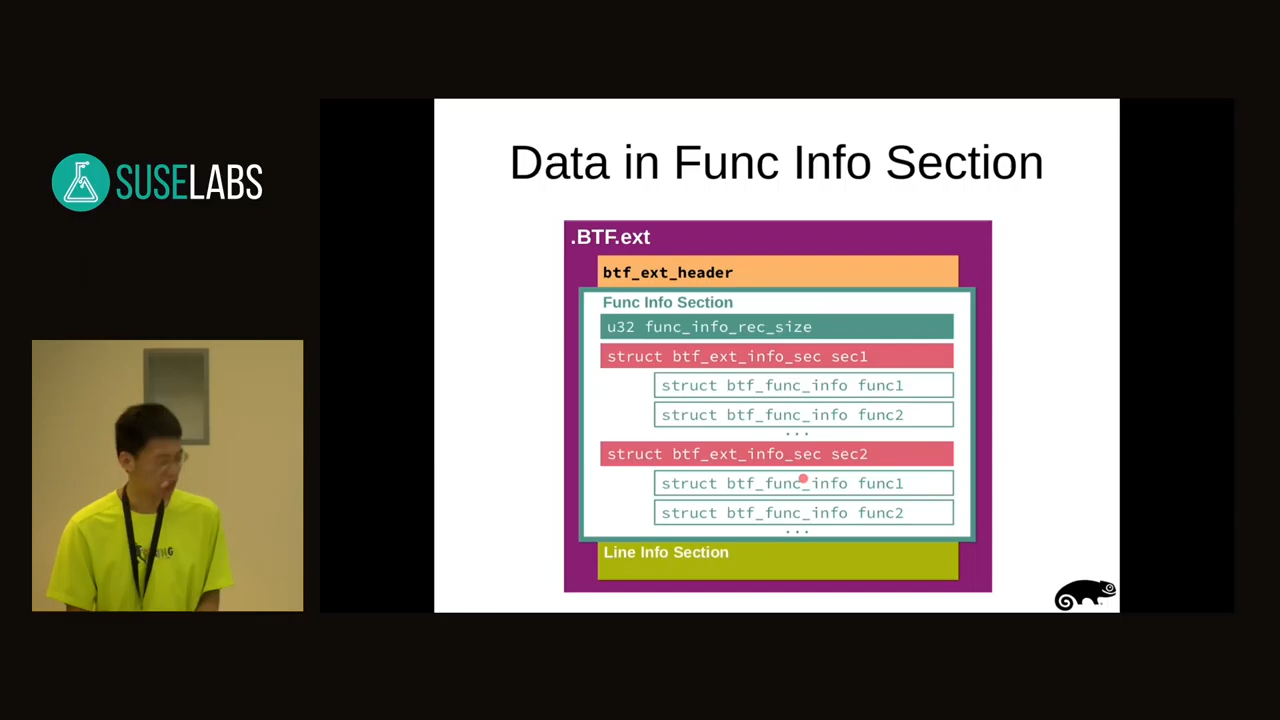 SUSELABS
Data in Func Info Section
.BTF.ext
btf_ext_header
Func Info Section
u32 func_info_rec_size
struct btf_ext_info_sec sec1
struct btf_func_info func1
struct btf_func_info func2
...
struct btf_ext_info_sec sec2
struct btf_func_info func1
struct btf_func_info func2
...
Line Info Section